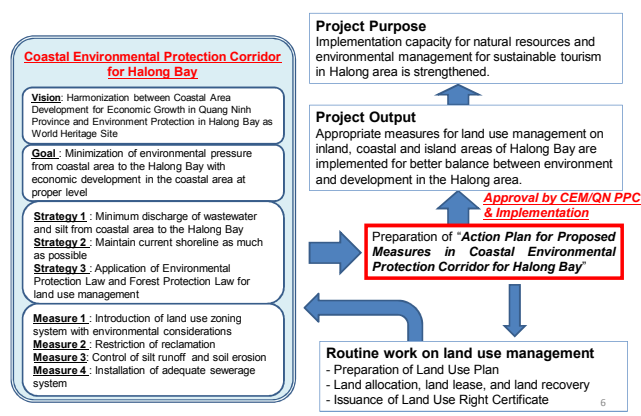 Coastal Environmental Protection Corridor
for Halong Bay
Vision: Harmonization between Coastal Area
Development for Economic Growth in Quang Ninh
Province and Environment Protection in Halong Bay as
World Heritage Site
Goal : Minimization of environmental pressure
from coastal area to the Halong Bay with
economic development in the coastal area at
proper level
Strategy 1 : Minimum discharge of wastewater
and silt from coastal area to the Halong Bay
Strategy 2 : Maintain current shoreline as much
as possible
Strategy 3 : Application of Environmental
Protection Law and Forest Protection Law for
land use management
Measure 1 : Introduction of land use zoning
system with environmental considerations
Measure 2 : Restriction of reclamation
Measure 3: Control of silt runoff and soil erosion
Measure 4 : Installation of adequate sewerage
system
Project Purpose
Implementation capacity for natural resources and
environmental management for sustainable tourism
in Halong area is strengthened.
Project Output
Appropriate measures for land use management on
inland, coastal and island areas of Halong Bay are
implemented for better balance between environment
and development in the Halong area.
Approval by CEM/QN PPC
& Implementation
Preparation of "Action Plan for Proposed
Measures in Coastal Environmental
Protection Corridor for Halong Bay"
Routine work on land use management
- Preparation of Land Use Plan
- Land allocation, land lease, and land recovery
- Issuance of Land Use Right Certificate
6